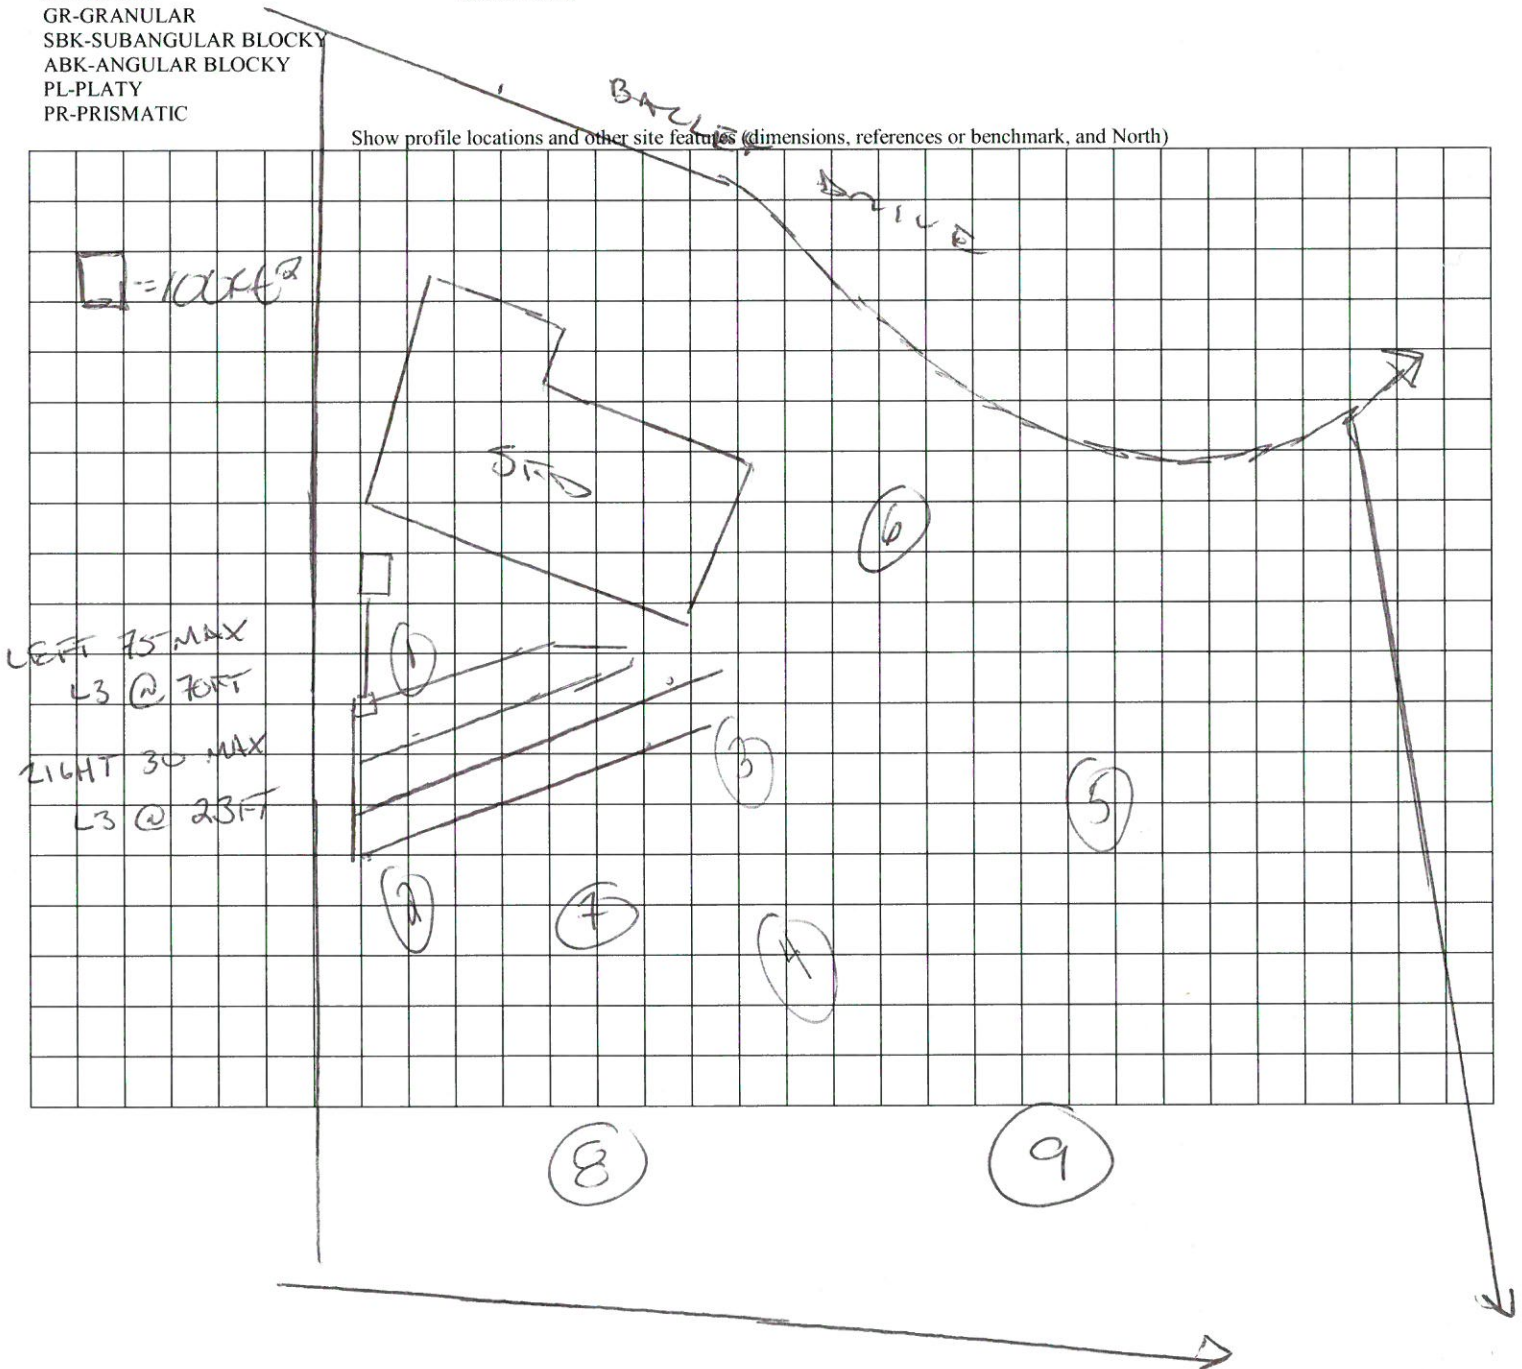 GR-GRANULAR
SBK-SUBANGULAR BLOCKY
ABK-ANGULAR BLOCKY
PL-PLATY
PR-PRISMATIC
Show profile locations and other site features (dimensions, references or benchmark, and North)
DRIVE
LEFT 75 MAX
L3 @ 70FT
RIGHT 30 MAX
L3 @ 23FT
6
1
3
5
2
7
4
8
9